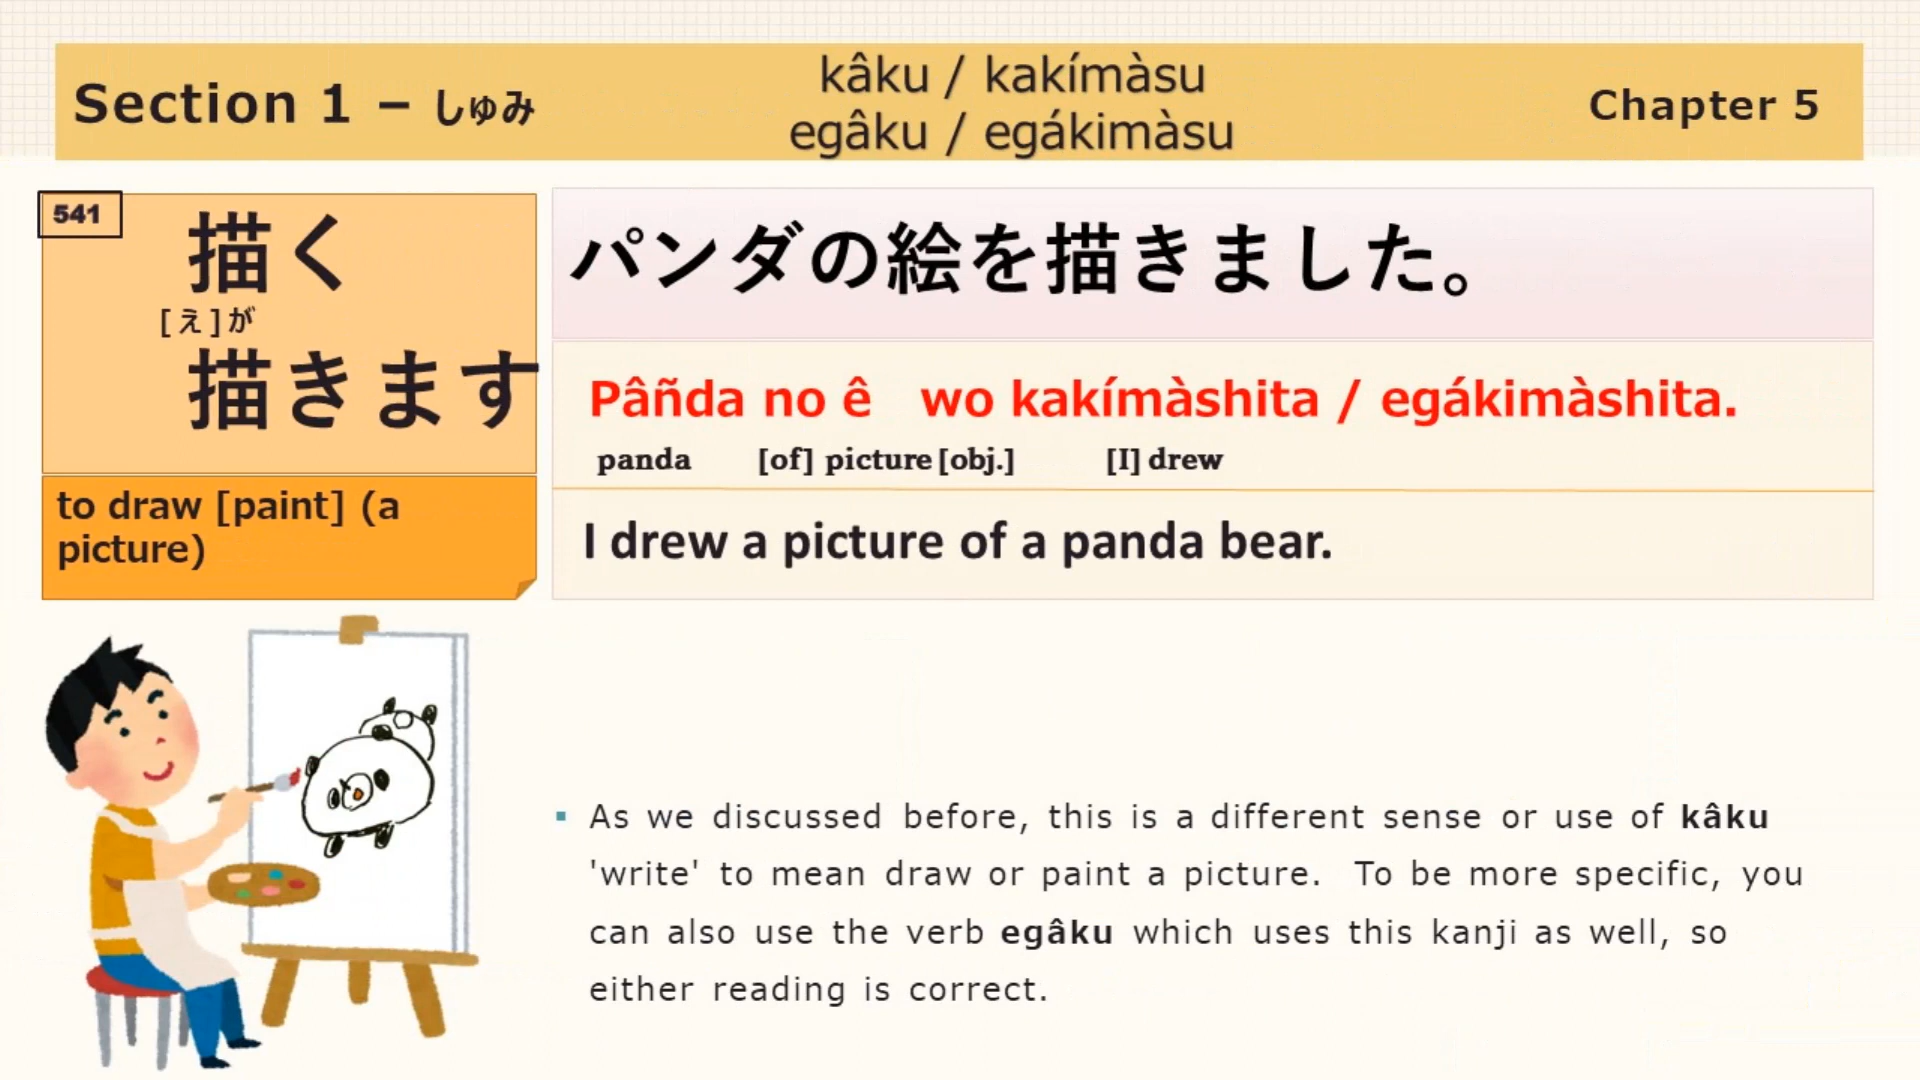 Section 1 – しゅみ
kâku / kakímàsu
egâku / egákimàsu
Chapter 5
541
描く
[え]が
描きます
to draw [paint] (a
picture)
パンダの絵を描きました。
Pâñda no ê wo kakímàshita / egákimàshita.
panda [of] picture [obj.] [I] drew
I drew a picture of a panda bear.
▪ As we discussed before, this is a different sense or use of kâku
'write' to mean draw or paint a picture. To be more specific, you
can also use the verb egâku which uses this kanji as well, so
either reading is correct.